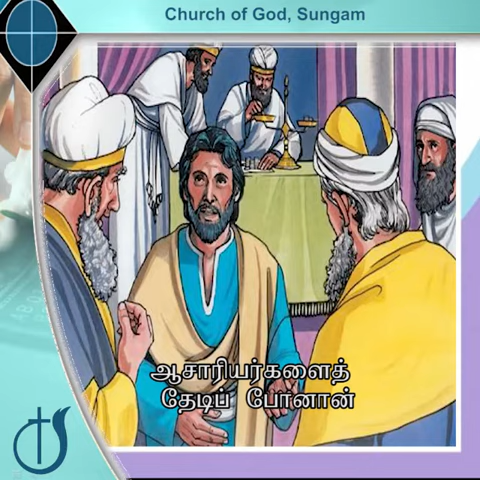 Church of God, Sungam
ஆசாரியர்களைத்
தேடிப் போனான்